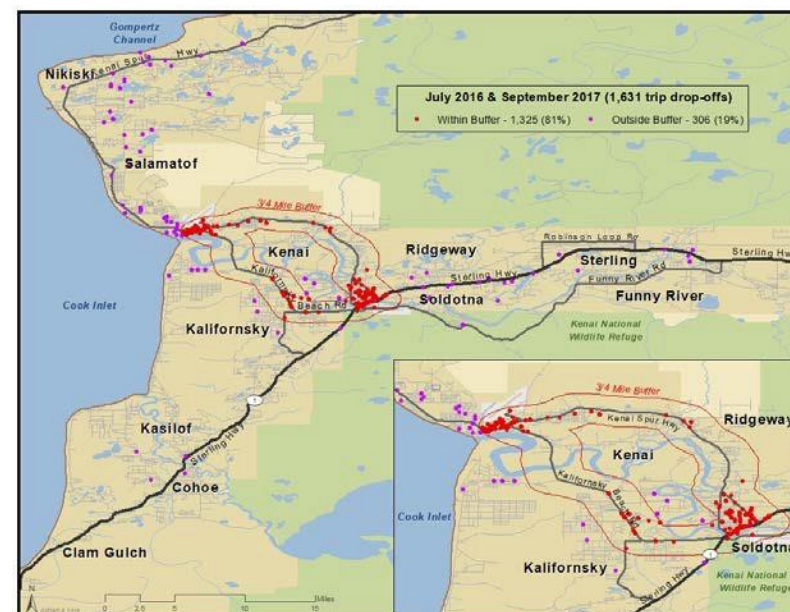 Gompertz
Channel
Kenai Spur Hwy
Nikiski
July 2016 & September 2017 (1,631 trip drop-offs)
Within Buffer - 1,325 (81%) Outside Buffer - 306 (19%)
Salamatof
3/4 Mile Buffer
Kenai
Ridgeway
Robinson Loop Rd
Sterling
Sterling Hwy
Sterling Hwy
Funny River Rd
Kalifornsky
Beach Rd
Soldotna
Funny River
Cook Inlet
Kalifornsky
Kenai National
Wildlife Refuge
1
Kasilof
Sterling Hwy
Cohoe
Clam Gulch
N
0 2.5 5 10 15
Miles
3/4 Mile Buffer
Ridgeway
Kenai Spur Hwy
Kenai
Kalifornsky
Beach Rd
Cook Inlet
Soldotna
1
Kalifornsky
Sterling Hwy
Kenai National
Wildlife Ref